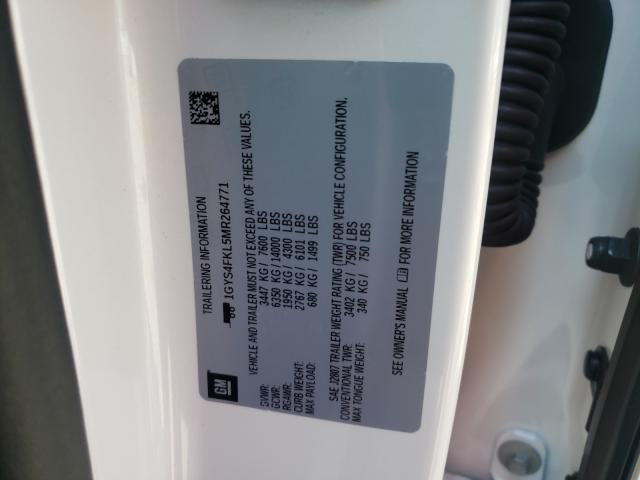 GM
TRAILERING INFORMATION
1GYS4FKL5MR264771
VEHICLE AND TRAILER MUST NOT EXCEED ANY OF THESE VALUES.
GVWR: 3447 KG / 7600 LBS
GCWR: 6350 KG / 14000 LBS
RGAWR: 1950 KG / 4300 LBS
CURB WEIGHT: 2767 KG / 6101 LBS
MAX PAYLOAD: 680 KG / 1499 LBS
SAE J2807 TRAILER WEIGHT RATING (TWR) FOR VEHICLE CONFIGURATION.
CONVENTIONAL TWR: 3402 KG / 7500 LBS
MAX TONGUE WEIGHT: 340 KG / 750 LBS
SEE OWNER'S MANUAL FOR MORE INFORMATION